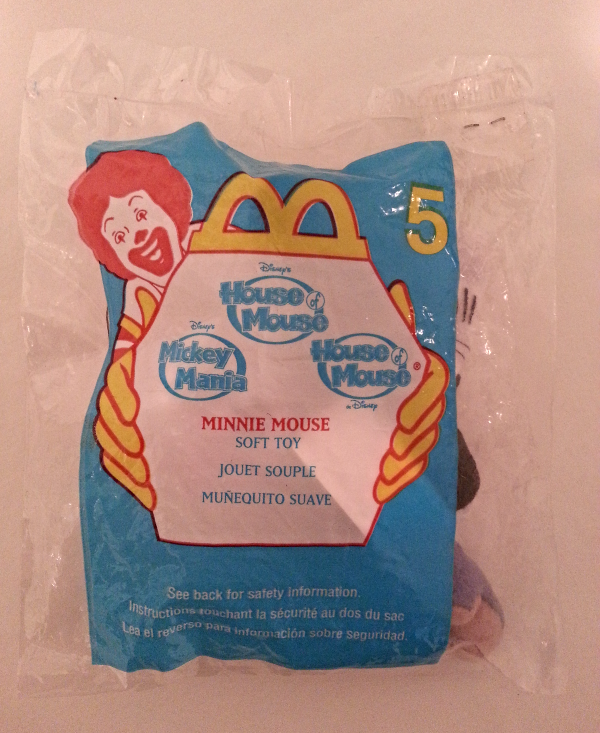 5
Disney's
House of
Mouse
Disney's
Mickey
Mania
House of
Mouse®
de Disney
MINNIE MOUSE
SOFT TOY
JOUET SOUPLE
MUÑEQUITO SUAVE
See back for safety information.
Instructions touchant la sécurité au dos du sac
Lea el reverso para información sobre seguridad.